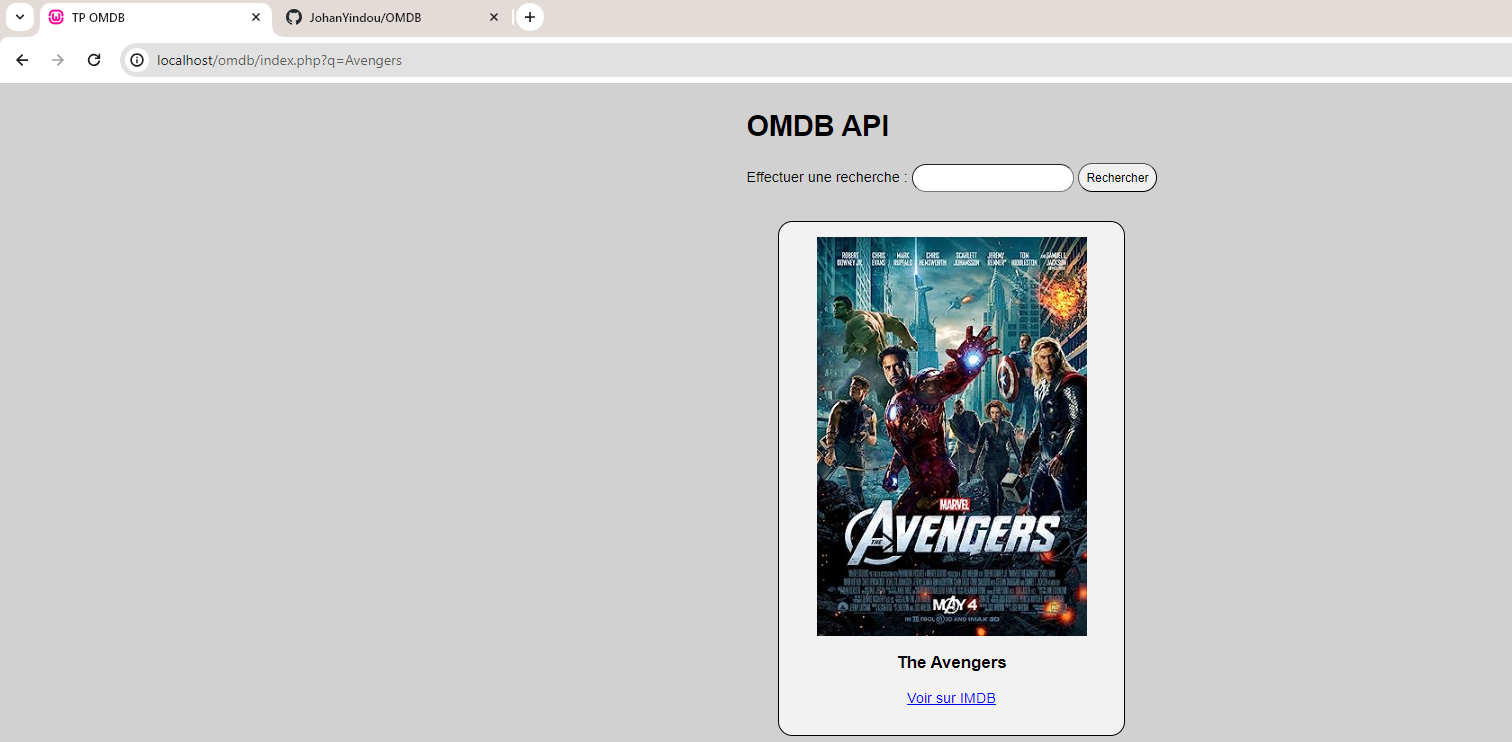 TP OMDB
JohanYindou/OMDB
localhost/omdb/index.php?q=Avengers
OMDB API
Effectuer une recherche :
Rechercher
ROBERT DOWNEY JR. CHRIS EVANS MARK RUFFALO CHRIS HEMSWORTH SCARLETT JOHANSSON JEREMY RENNER TOM HIDDLESTON AND SAMUEL L. JACKSON
MARVEL
THE AVENGERS
MAY 4
IN 3D, REAL D 3D AND IMAX 3D
The Avengers
Voir sur IMDB